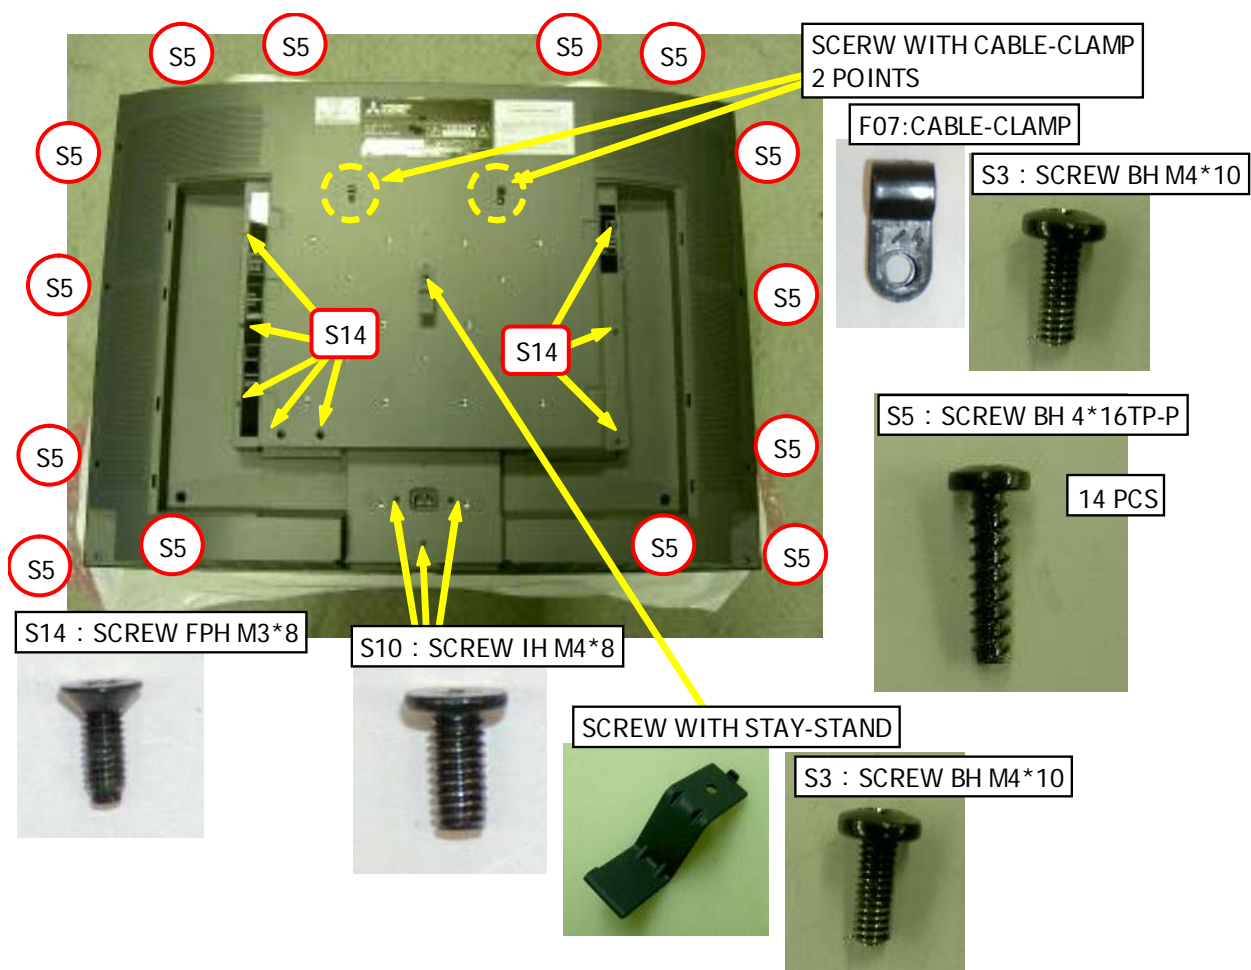 S5
S5
S5
S5
SCERW WITH CABLE-CLAMP
2 POINTS
F07:CABLE-CLAMP
S5
S5
S3 : SCREW BH M4*10
S5
S5
S14
S14
S5 : SCREW BH 4*16TP-P
14 PCS
S5
S5
S5
S5
S5
S5
S14 : SCREW FPH M3*8
S10 : SCREW IH M4*8
SCREW WITH STAY-STAND
S3 : SCREW BH M4*10